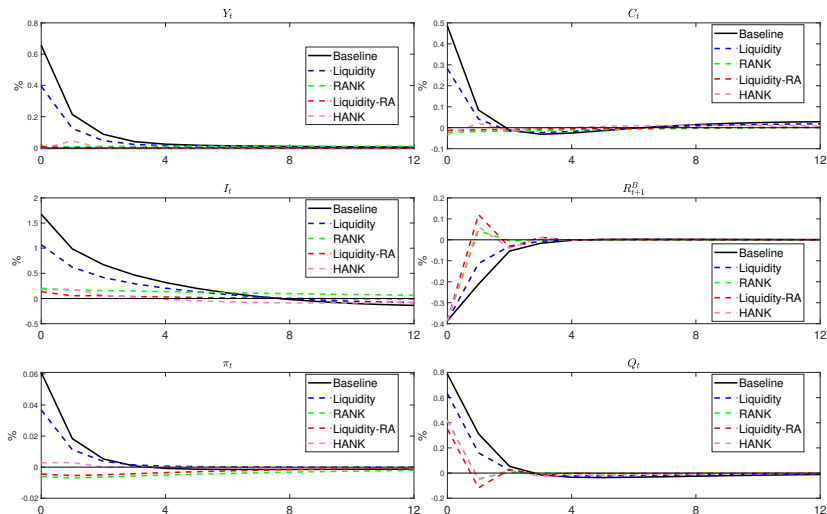 Y_t
%
0.8
0.6
0.4
0.2
0
0 4 8 12
Baseline
Liquidity
RANK
Liquidity-RA
HANK
C_t
%
0.5
0.4
0.3
0.2
0.1
0
-0.1
0 4 8 12
Baseline
Liquidity
RANK
Liquidity-RA
HANK
I_t
%
2
1.5
1
0.5
0
-0.5
0 4 8 12
Baseline
Liquidity
RANK
Liquidity-RA
HANK
R^B_{t+1}
%
0.2
0.1
0
-0.1
-0.2
-0.3
-0.4
0 4 8 12
Baseline
Liquidity
RANK
Liquidity-RA
HANK
π_t
%
0.06
0.04
0.02
0
-0.02
0 4 8 12
Baseline
Liquidity
RANK
Liquidity-RA
HANK
Q_t
%
0.8
0.6
0.4
0.2
0
-0.2
0 4 8 12
Baseline
Liquidity
RANK
Liquidity-RA
HANK